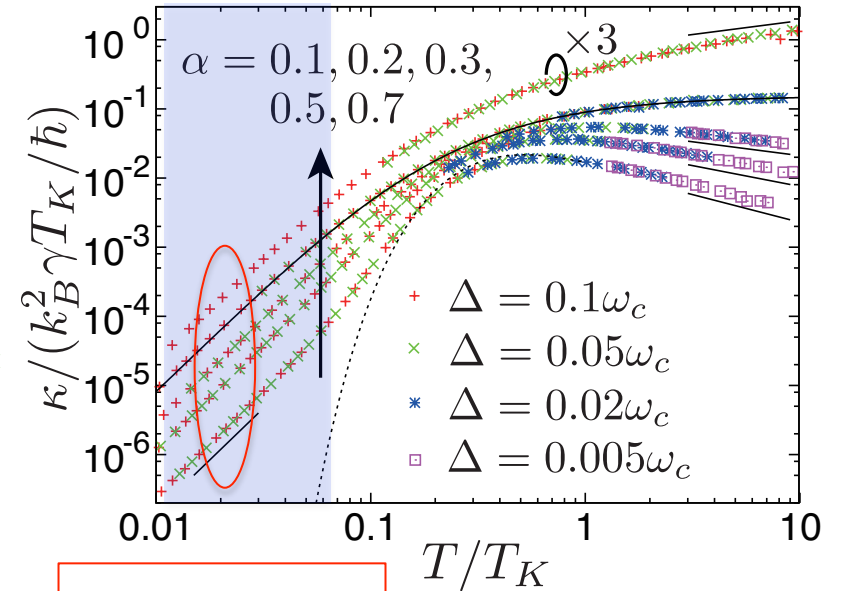 10^0
10^-1
10^-2
10^-3
10^-4
10^-5
10^-6
κ/(k_B^2 γT_K/ħ)
α = 0.1, 0.2, 0.3,
0.5, 0.7
×3
+ Δ = 0.1ω_c
× Δ = 0.05ω_c
* Δ = 0.02ω_c
□ Δ = 0.005ω_c
0.01 0.1 1 10
T/T_K